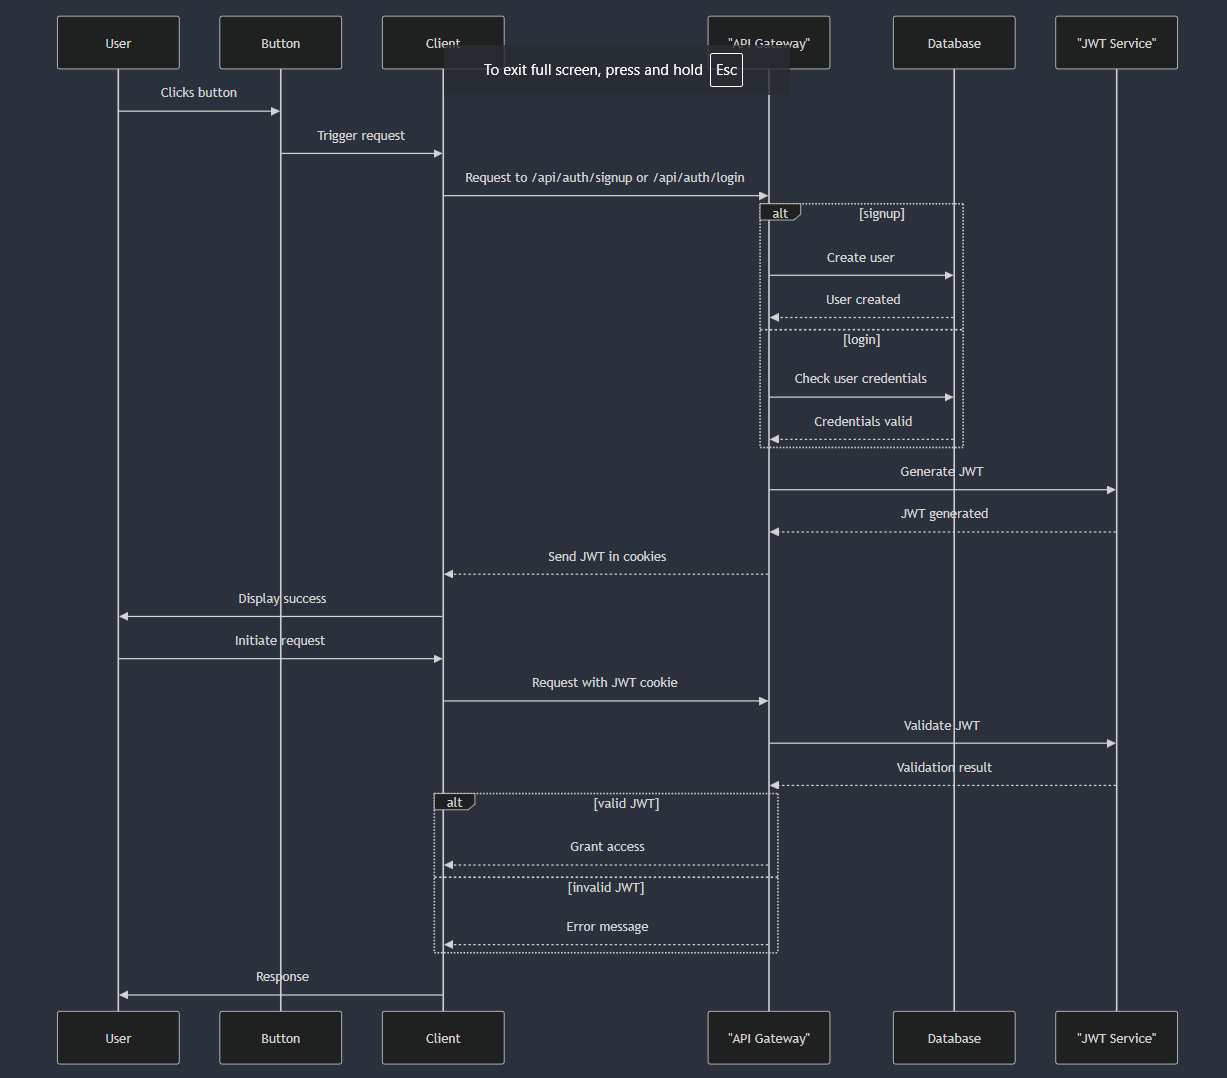 User
Button
Client
"API Gateway"
Database
"JWT Service"
To exit full screen, press and hold Esc
Clicks button
Trigger request
Request to /api/auth/signup or /api/auth/login
alt
[signup]
Create user
User created
[login]
Check user credentials
Credentials valid
Generate JWT
JWT generated
Send JWT in cookies
Display success
Initiate request
Request with JWT cookie
Validate JWT
Validation result
alt
[valid JWT]
Grant access
[invalid JWT]
Error message
Response
User
Button
Client
"API Gateway"
Database
"JWT Service"